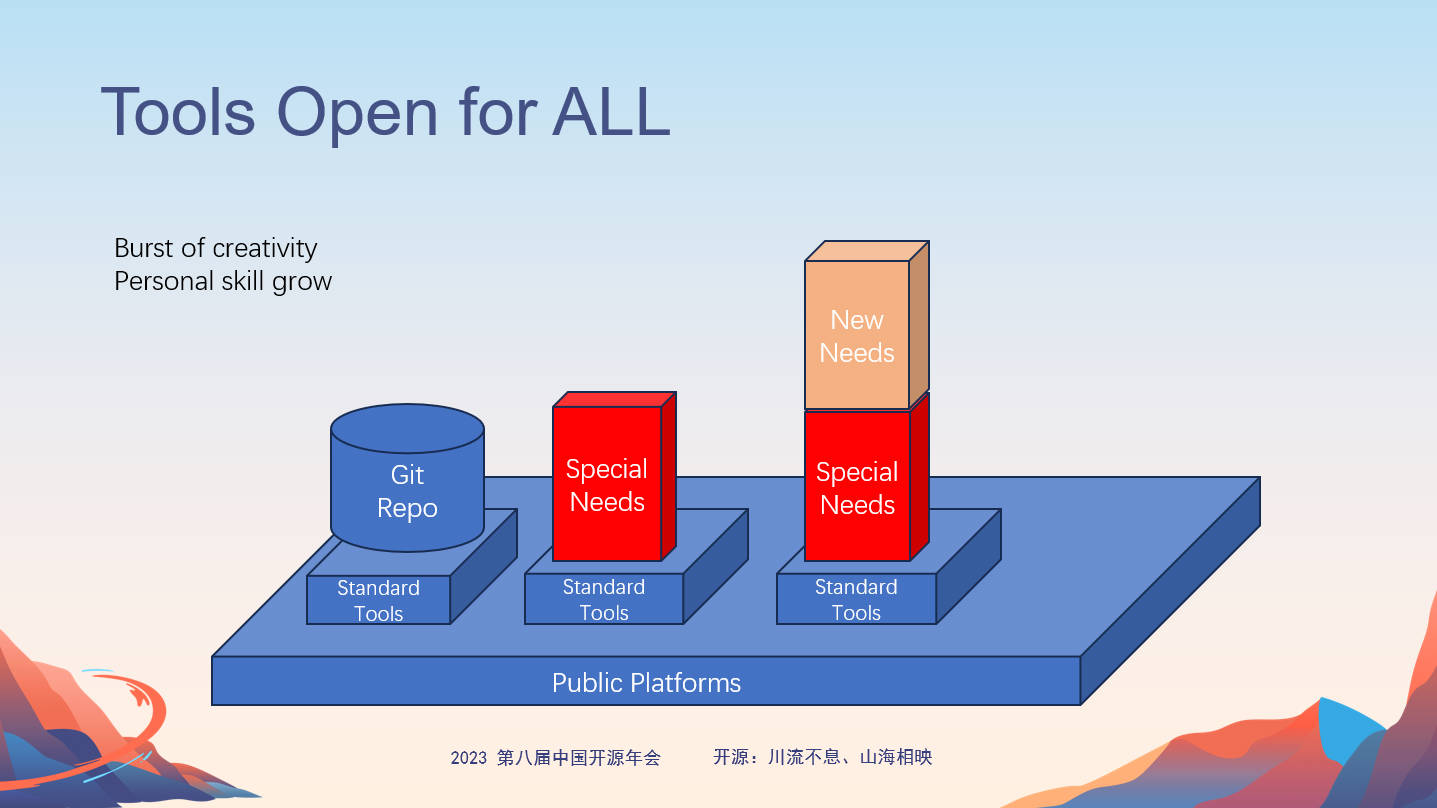 Tools Open for ALL
Burst of creativity
Personal skill grow
New
Needs
Git
Repo
Special
Needs
Special
Needs
Standard
Tools
Standard
Tools
Standard
Tools
Public Platforms
2023 第八届中国开源年会
开源：川流不息、山海相映